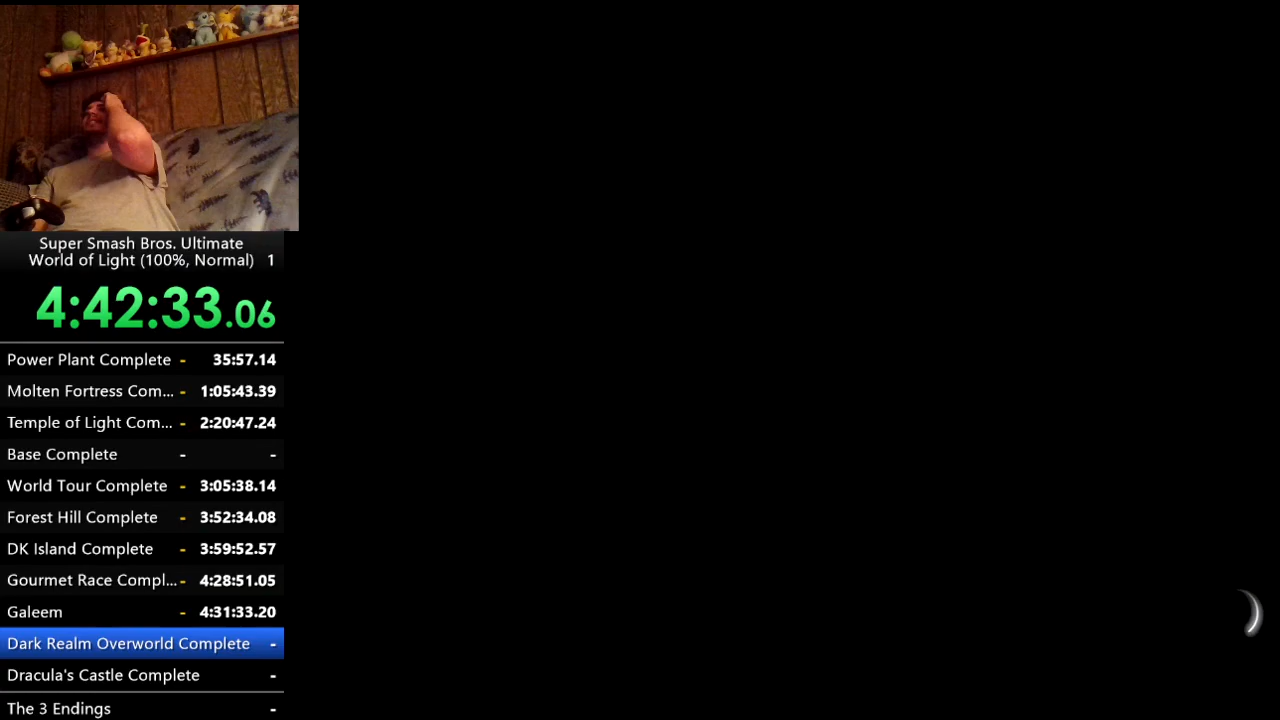 Super Smash Bros. Ultimate
World of Light (100%, Normal) 1
4:42:33.06
Power Plant Complete - 35:57.14
Molten Fortress Com... - 1:05:43.39
Temple of Light Com... - 2:20:47.24
Base Complete - -
World Tour Complete - 3:05:38.14
Forest Hill Complete - 3:52:34.08
DK Island Complete - 3:59:52.57
Gourmet Race Compl... - 4:28:51.05
Galeem - 4:31:33.20
Dark Realm Overworld Complete -
Dracula's Castle Complete -
The 3 Endings -